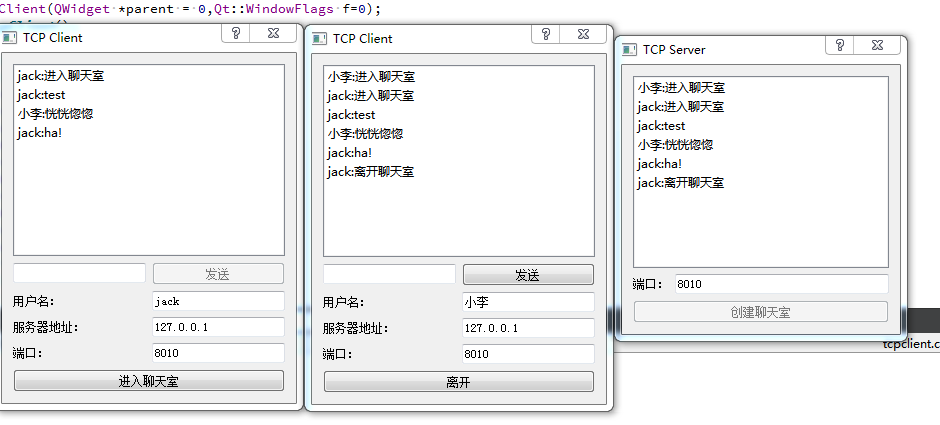 Client(QWidget *parent = 0,Qt::WindowFlags f=0);
TCP Client
jack:进入聊天室
jack:test
小李:恍恍惚惚
jack:ha!
发送
用户名:
jack
服务器地址:
127.0.0.1
端口:
8010
进入聊天室
TCP Client
小李:进入聊天室
jack:进入聊天室
jack:test
小李:恍恍惚惚
jack:ha!
jack:离开聊天室
发送
用户名:
小李
服务器地址:
127.0.0.1
端口:
8010
离开
TCP Server
小李:进入聊天室
jack:进入聊天室
jack:test
小李:恍恍惚惚
jack:ha!
jack:离开聊天室
端口:
8010
创建聊天室
tcpclient.c